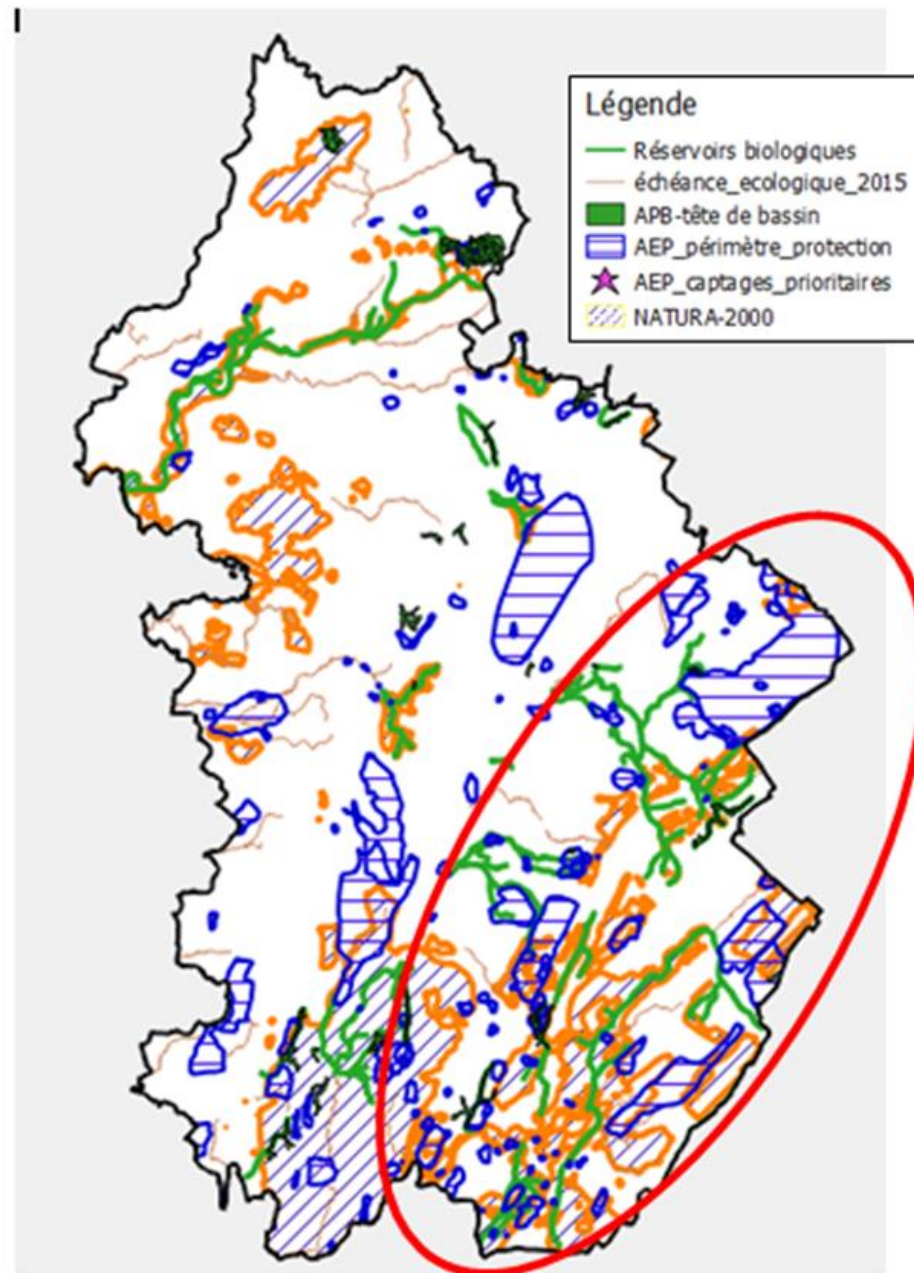 Légende
Réservoirs biologiques
échéance_ecologique_2015
APB-tête de bassin
AEP_périmètre_protection
AEP_captages_prioritaires
NATURA-2000